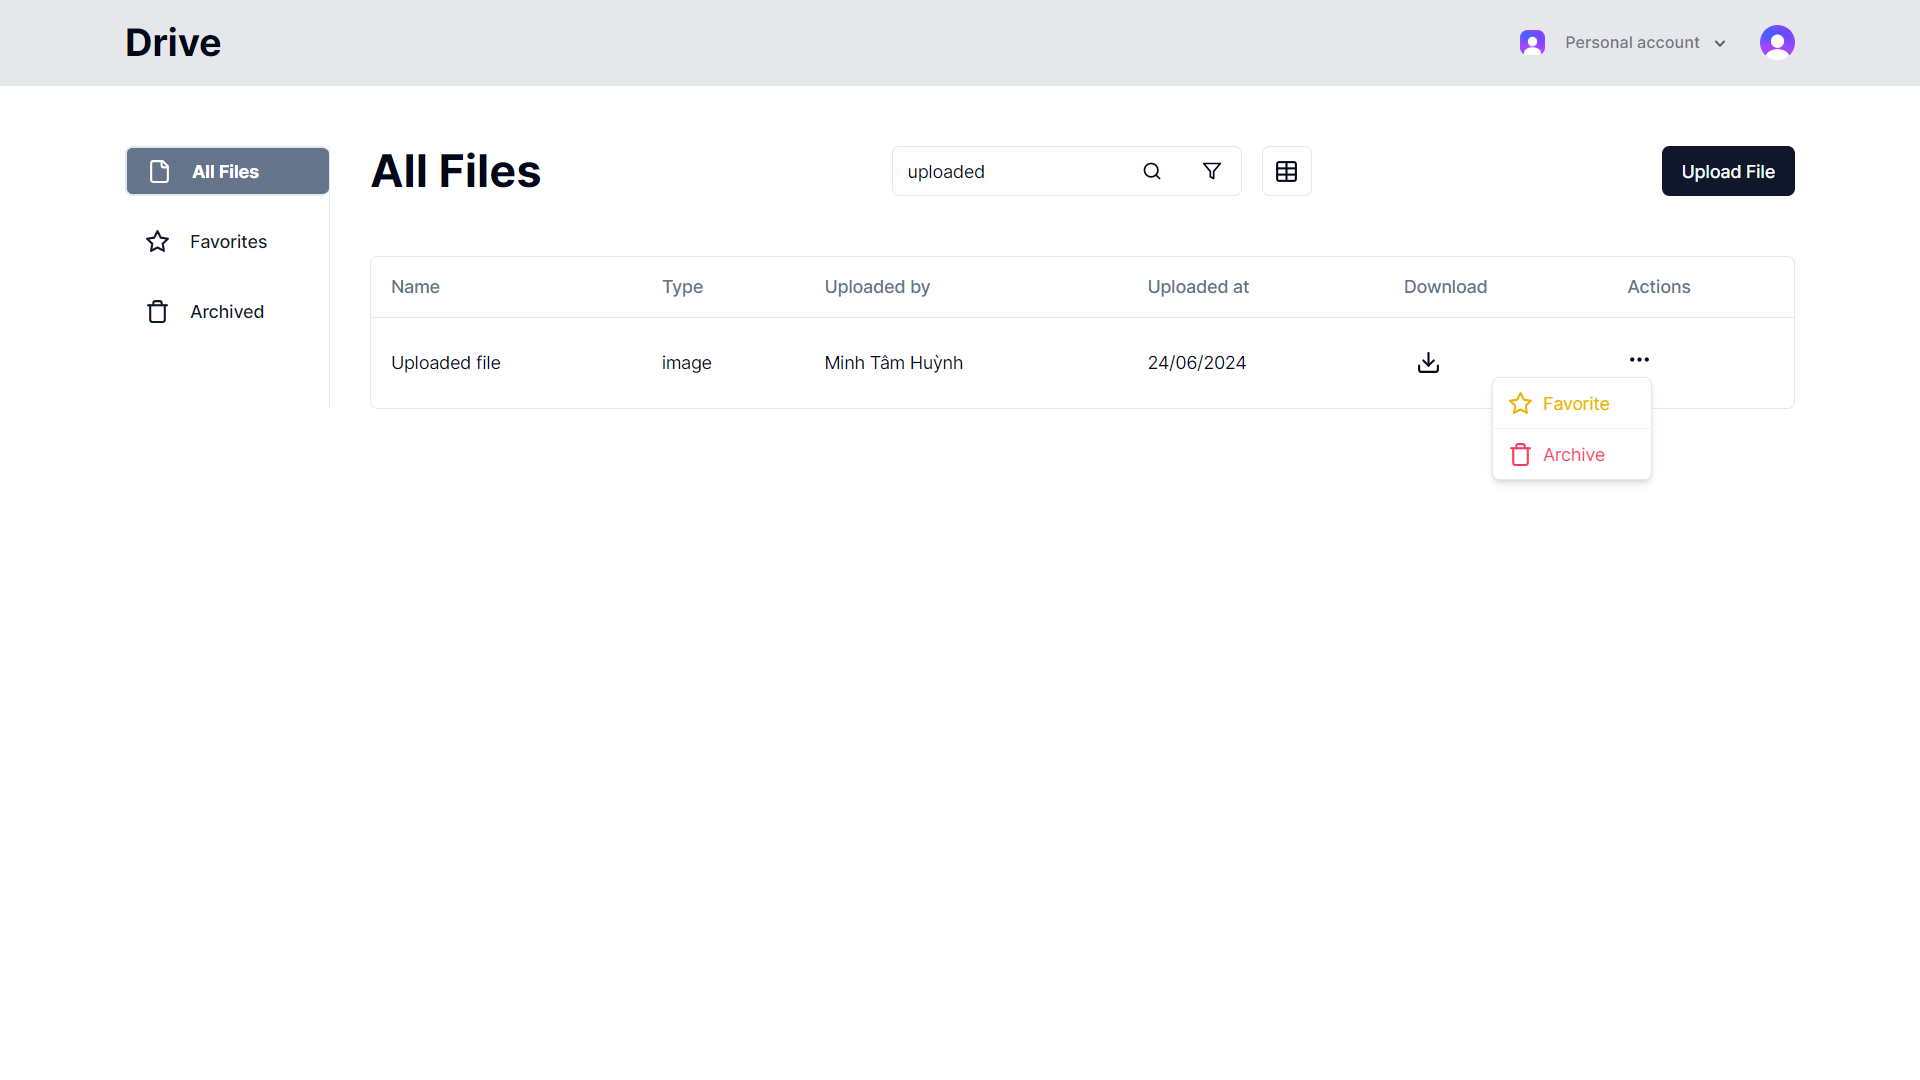 Drive
Personal account
All Files
Favorites
Archived
All Files
uploaded
Upload File
Name Type Uploaded by Uploaded at Download Actions
Uploaded file image Minh Tâm Huỳnh 24/06/2024
Favorite
Archive